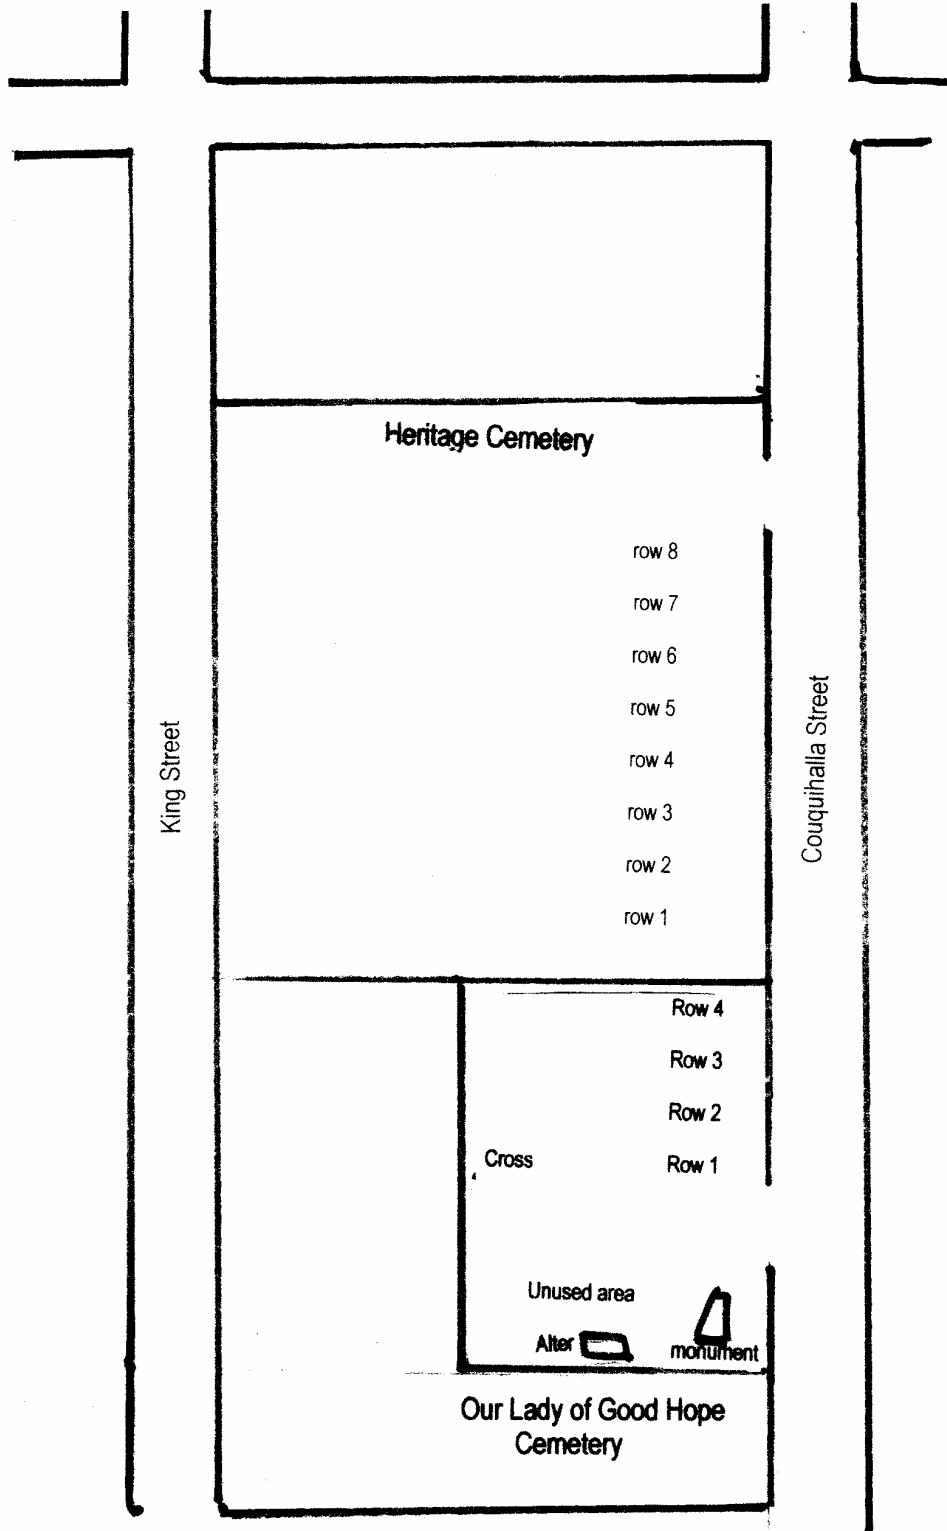 Heritage Cemetery
row 8
row 7
row 6
row 5
row 4
row 3
row 2
row 1
King Street
Couquihalla Street
Row 4
Row 3
Row 2
Row 1
Cross
Unused area
Alter
monument
Our Lady of Good Hope
Cemetery